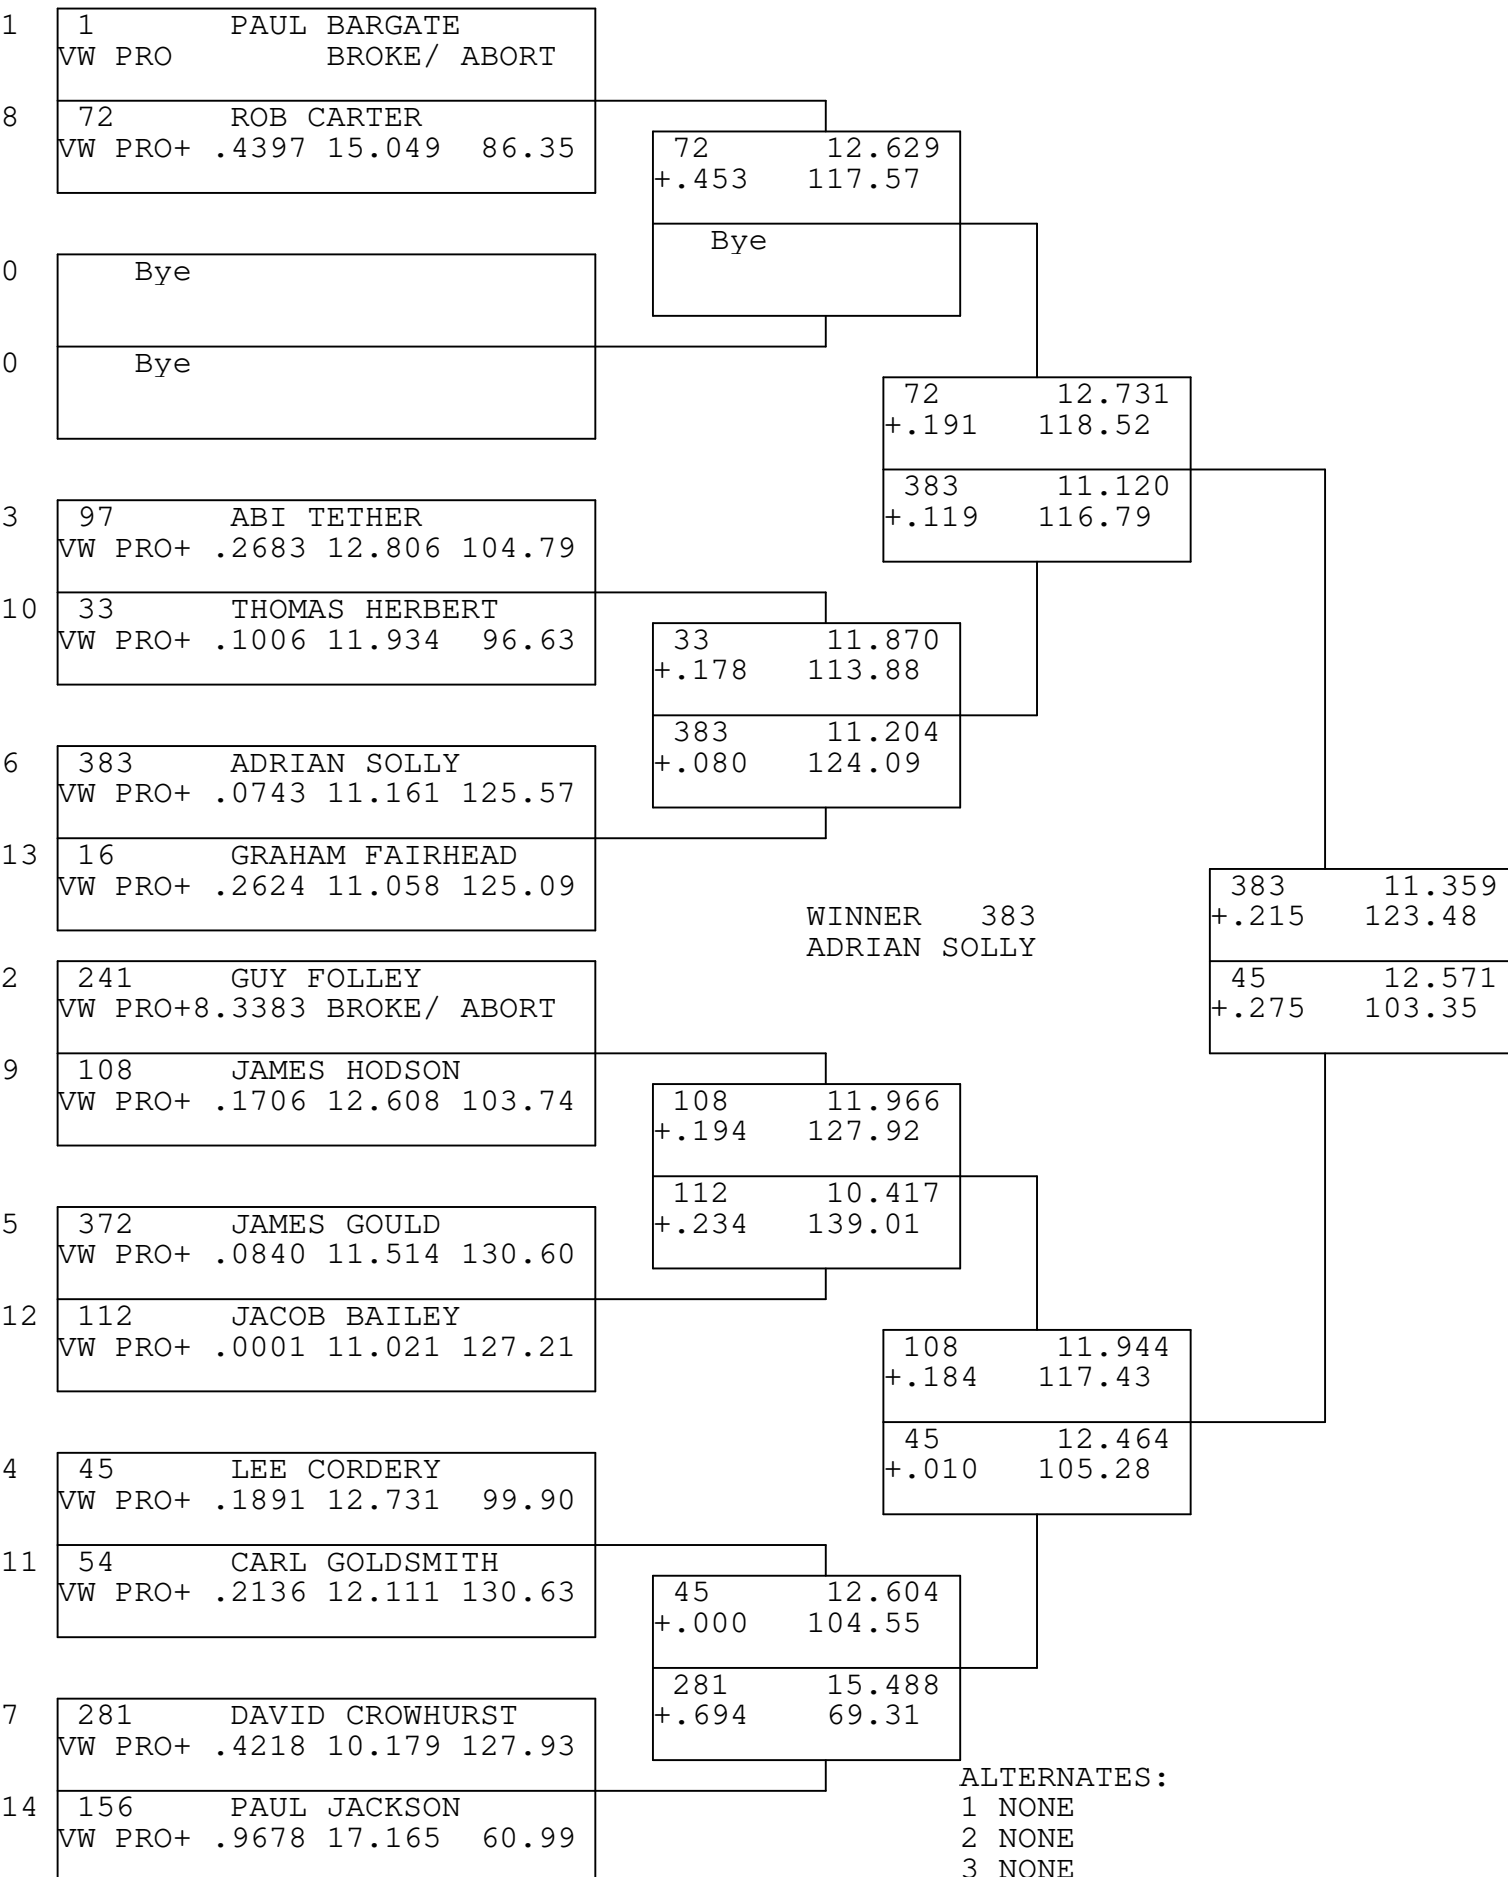 1 1 PAUL BARGATE
VW PRO BROKE/ ABORT
8 72 ROB CARTER
VW PRO+ .4397 15.049 86.35
0 Bye
0 Bye
3 97 ABI TETHER
VW PRO+ .2683 12.806 104.79
10 33 THOMAS HERBERT
VW PRO+ .1006 11.934 96.63
6 383 ADRIAN SOLLY
VW PRO+ .0743 11.161 125.57
13 16 GRAHAM FAIRHEAD
VW PRO+ .2624 11.058 125.09
2 241 GUY FOLLEY
VW PRO+8.3383 BROKE/ ABORT
9 108 JAMES HODSON
VW PRO+ .1706 12.608 103.74
5 372 JAMES GOULD
VW PRO+ .0840 11.514 130.60
12 112 JACOB BAILEY
VW PRO+ .0001 11.021 127.21
4 45 LEE CORDERY
VW PRO+ .1891 12.731 99.90
11 54 CARL GOLDSMITH
VW PRO+ .2136 12.111 130.63
7 281 DAVID CROWHURST
VW PRO+ .4218 10.179 127.93
14 156 PAUL JACKSON
VW PRO+ .9678 17.165 60.99
72 12.629
+.453 117.57
Bye
33 11.870
+.178 113.88
383 11.204
+.080 124.09
108 11.966
+.194 127.92
112 10.417
+.234 139.01
45 12.604
+.000 104.55
281 15.488
+.694 69.31
72 12.731
+.191 118.52
383 11.120
+.119 116.79
108 11.944
+.184 117.43
45 12.464
+.010 105.28
383 11.359
+.215 123.48
45 12.571
+.275 103.35
WINNER 383
ADRIAN SOLLY
ALTERNATES:
1 NONE
2 NONE
3 NONE